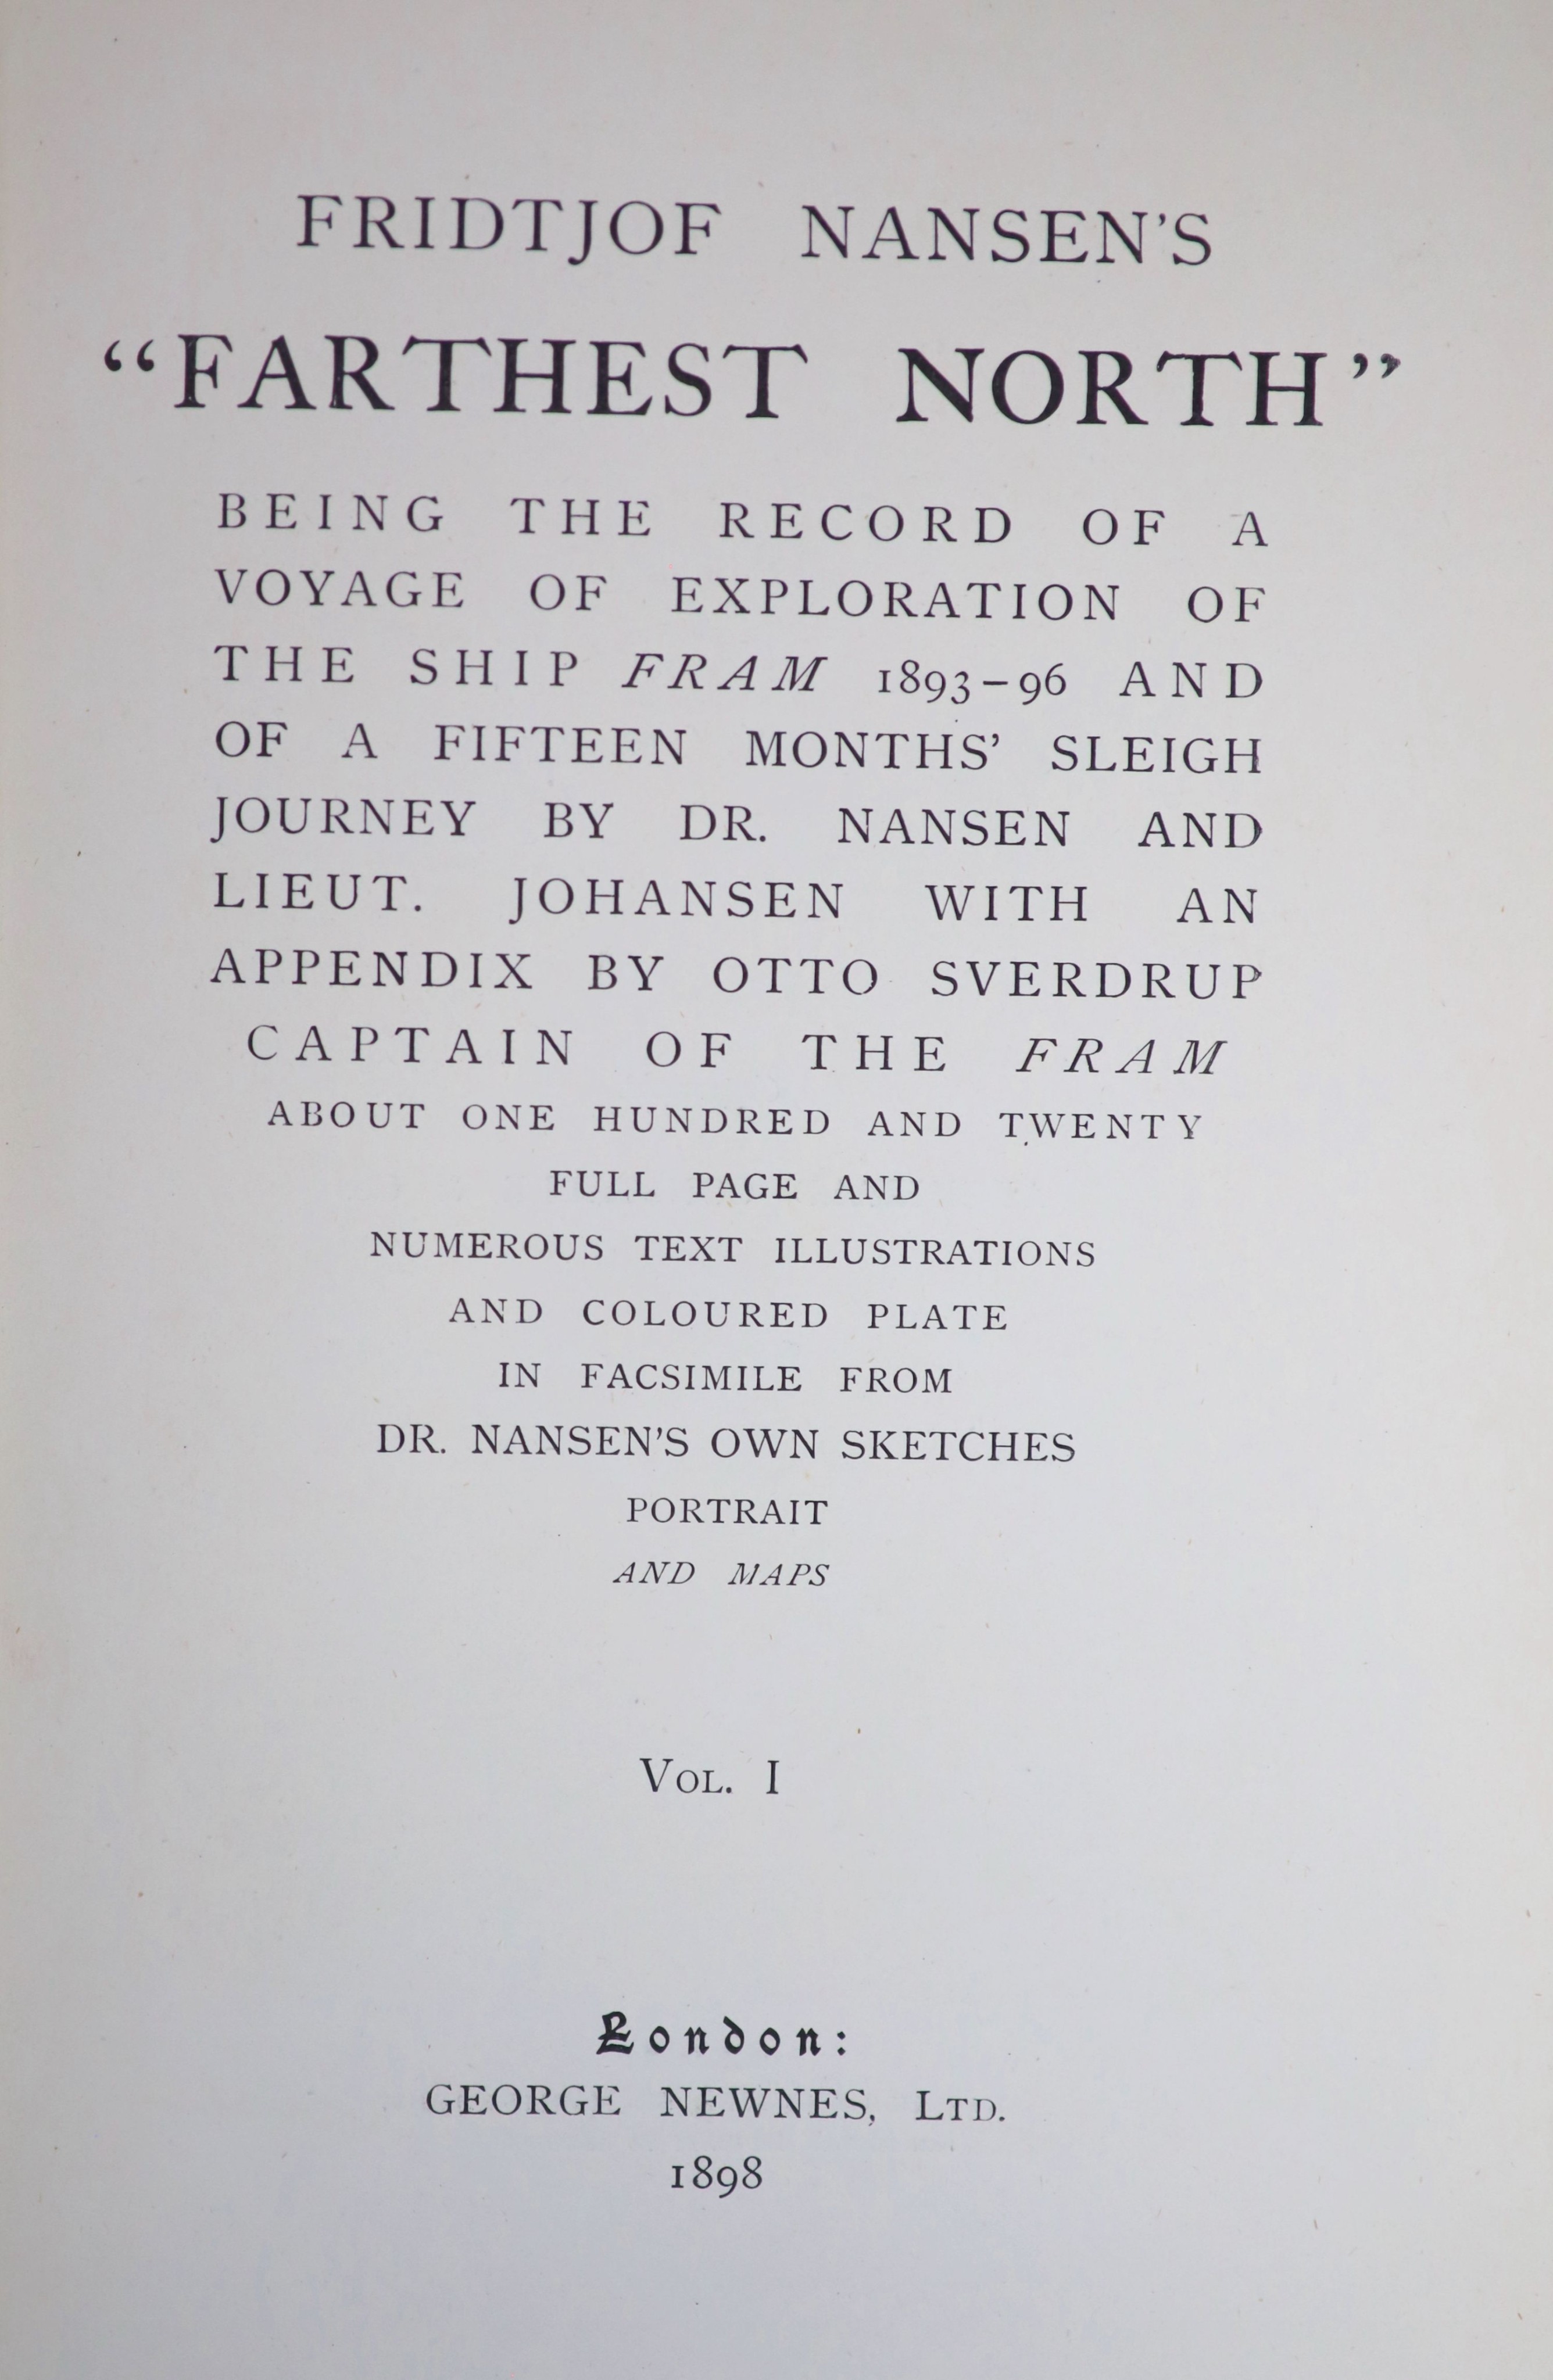 FRIDTJOF NANSEN'S
“FARTHEST NORTH”
BEING THE RECORD OF A
VOYAGE OF EXPLORATION OF
THE SHIP FRAM 1893–96 AND
OF A FIFTEEN MONTHS’ SLEIGH
JOURNEY BY DR. NANSEN AND
LIEUT. JOHANSEN WITH AN
APPENDIX BY OTTO SVERDRUP
CAPTAIN OF THE FRAM
ABOUT ONE HUNDRED AND TWENTY
FULL PAGE AND
NUMEROUS TEXT ILLUSTRATIONS
AND COLOURED PLATE
IN FACSIMILE FROM
DR. NANSEN'S OWN SKETCHES
PORTRAIT
AND MAPS
VOL. I
London:
GEORGE NEWNES, LTD.
1898